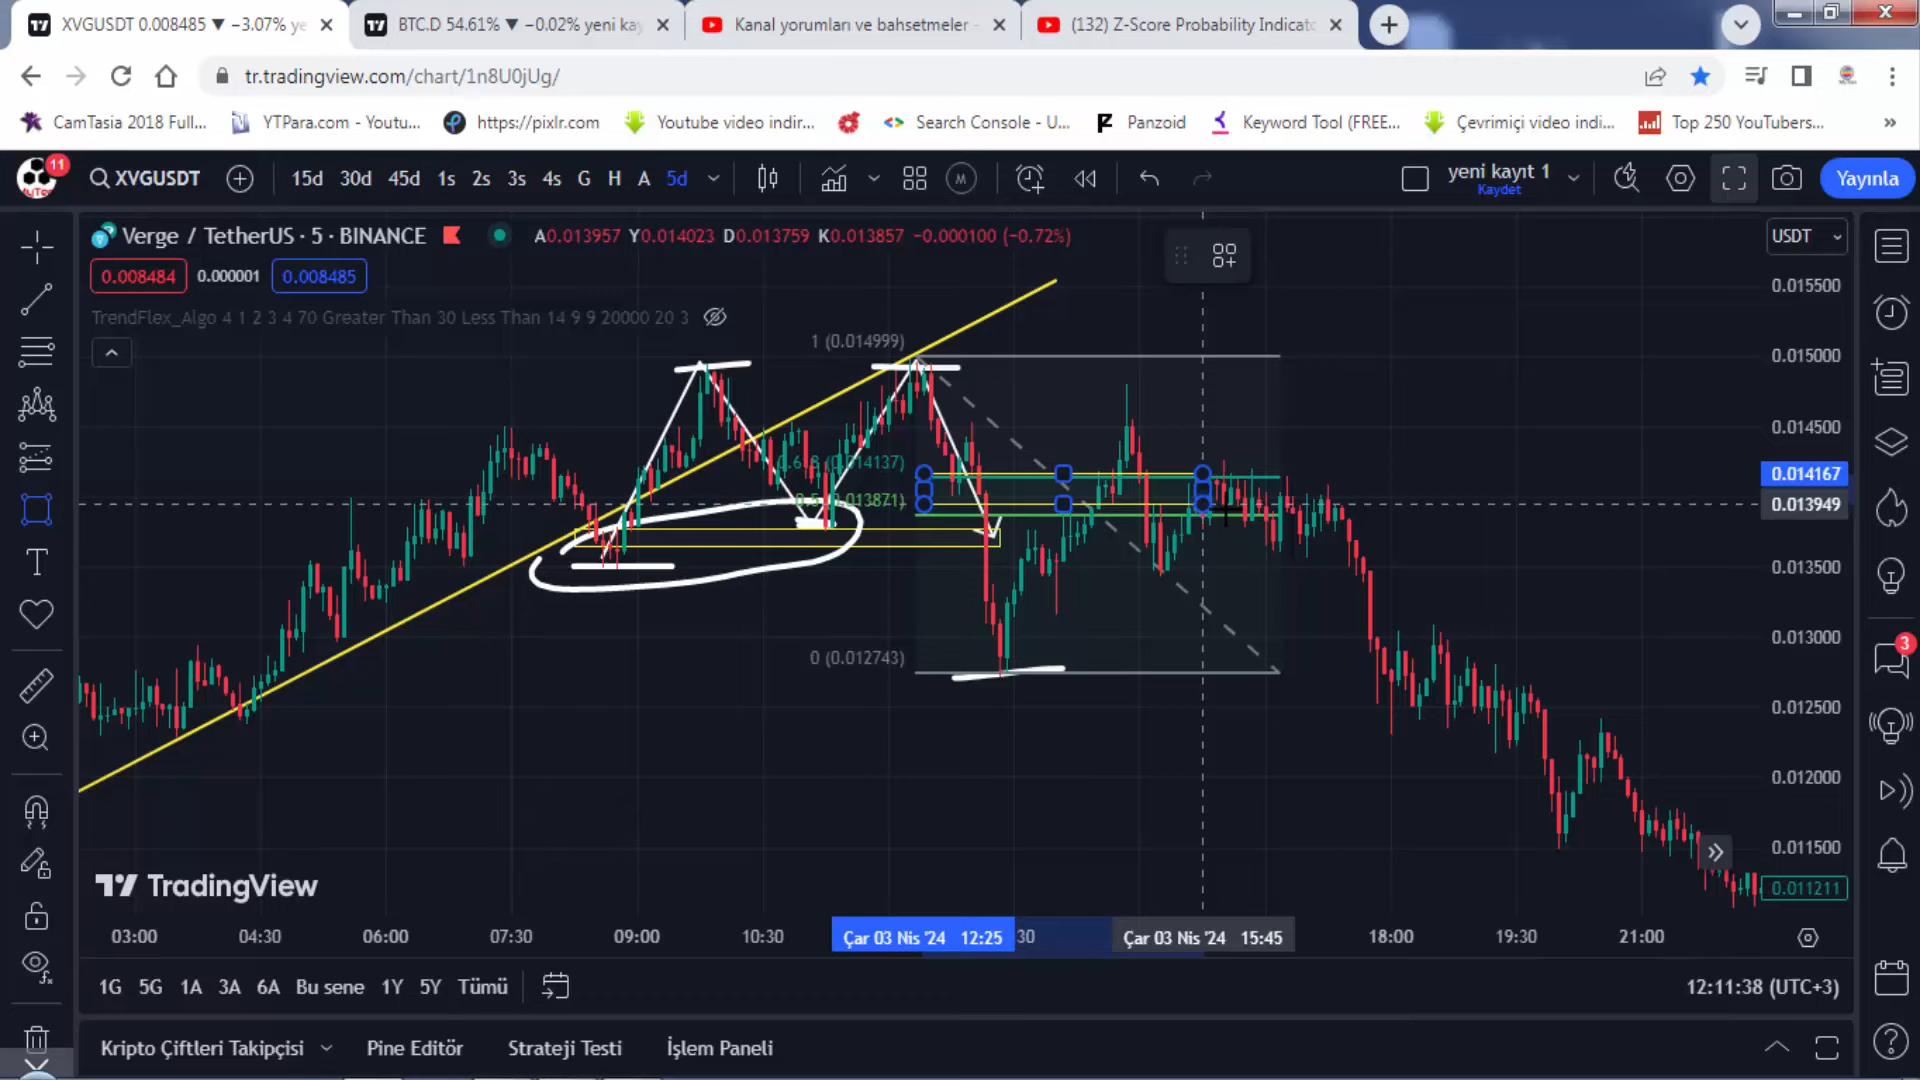 XVGUSDT 0.008485 ▼ −3.07% ye
BTC.D 54.61% ▼ −0.02% yeni ka
Kanal yorumları ve bahsetmeler -
(132) Z-Score Probability Indicato
tr.tradingview.com/chart/1n8U0jUg/
CamTasia 2018 Full...
YTPara.com - Youtu...
https://pixlr.com
Youtube video indir...
Search Console - U...
Panzoid
Keyword Tool (FREE...
Çevrimiçi video indi...
Top 250 YouTubers...
»
11
XVGUSDT
15d 30d 45d 1s 2s 3s 4s G H A 5d
M
yeni kayıt 1
Kaydet
Yayınla
Verge / TetherUS · 5 · BINANCE
A0.013957 Y0.014023 D0.013759 K0.013857 −0.000100 (−0.72%)
USDT
0.008484 0.000001 0.008485
TrendFlex_Algo 4 1 2 3 4 70 Greater Than 30 Less Than 14 9 9 20000 20 3
1 (0.014999)
0 (0.012743)
0.015500
0.015000
0.014500
0.014167
0.013949
0.013500
0.013000
0.012500
0.012000
0.011500
0.011211
3
TradingView
03:00 04:30 06:00 07:30 09:00 10:30 Çar 03 Nis '24 12:25 30 Çar 03 Nis '24 15:45 18:00 19:30 21:00
1G 5G 1A 3A 6A Bu sene 1Y 5Y Tümü
12:11:38 (UTC+3)
Kripto Çiftleri Takipçisi Pine Editör Strateji Testi İşlem Paneli